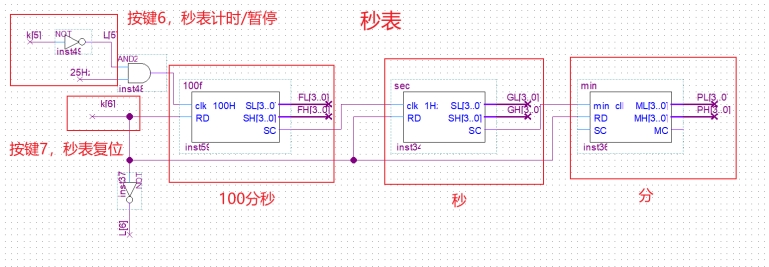 按键6，秒表计时/暂停
秒表
k[5]
NOT
L[5]
inst49
AND2
25Hz
inst48
100f
clk 100H
SL[3..0]
FL[3..0]
RD
SH[3..0]
FH[3..0]
SC
inst59
sec
clk 1H:
SL[3..0]
GL[3..0]
RD
SH[3..0]
GH[3..0]
SC
inst34
min
min cl
ML[3..0]
PL[3..0]
RD
MH[3..0]
PH[3..0]
SC
MC
inst36
k[6]
按键7，秒表复位
inst37
NOT
L[6]
100分秒
秒
分